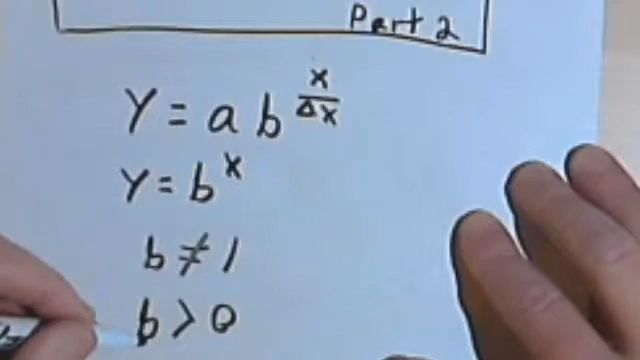 Part 2
Y = a b^(x/Δx)
Y = b^x
b ≠ 1
b > 0